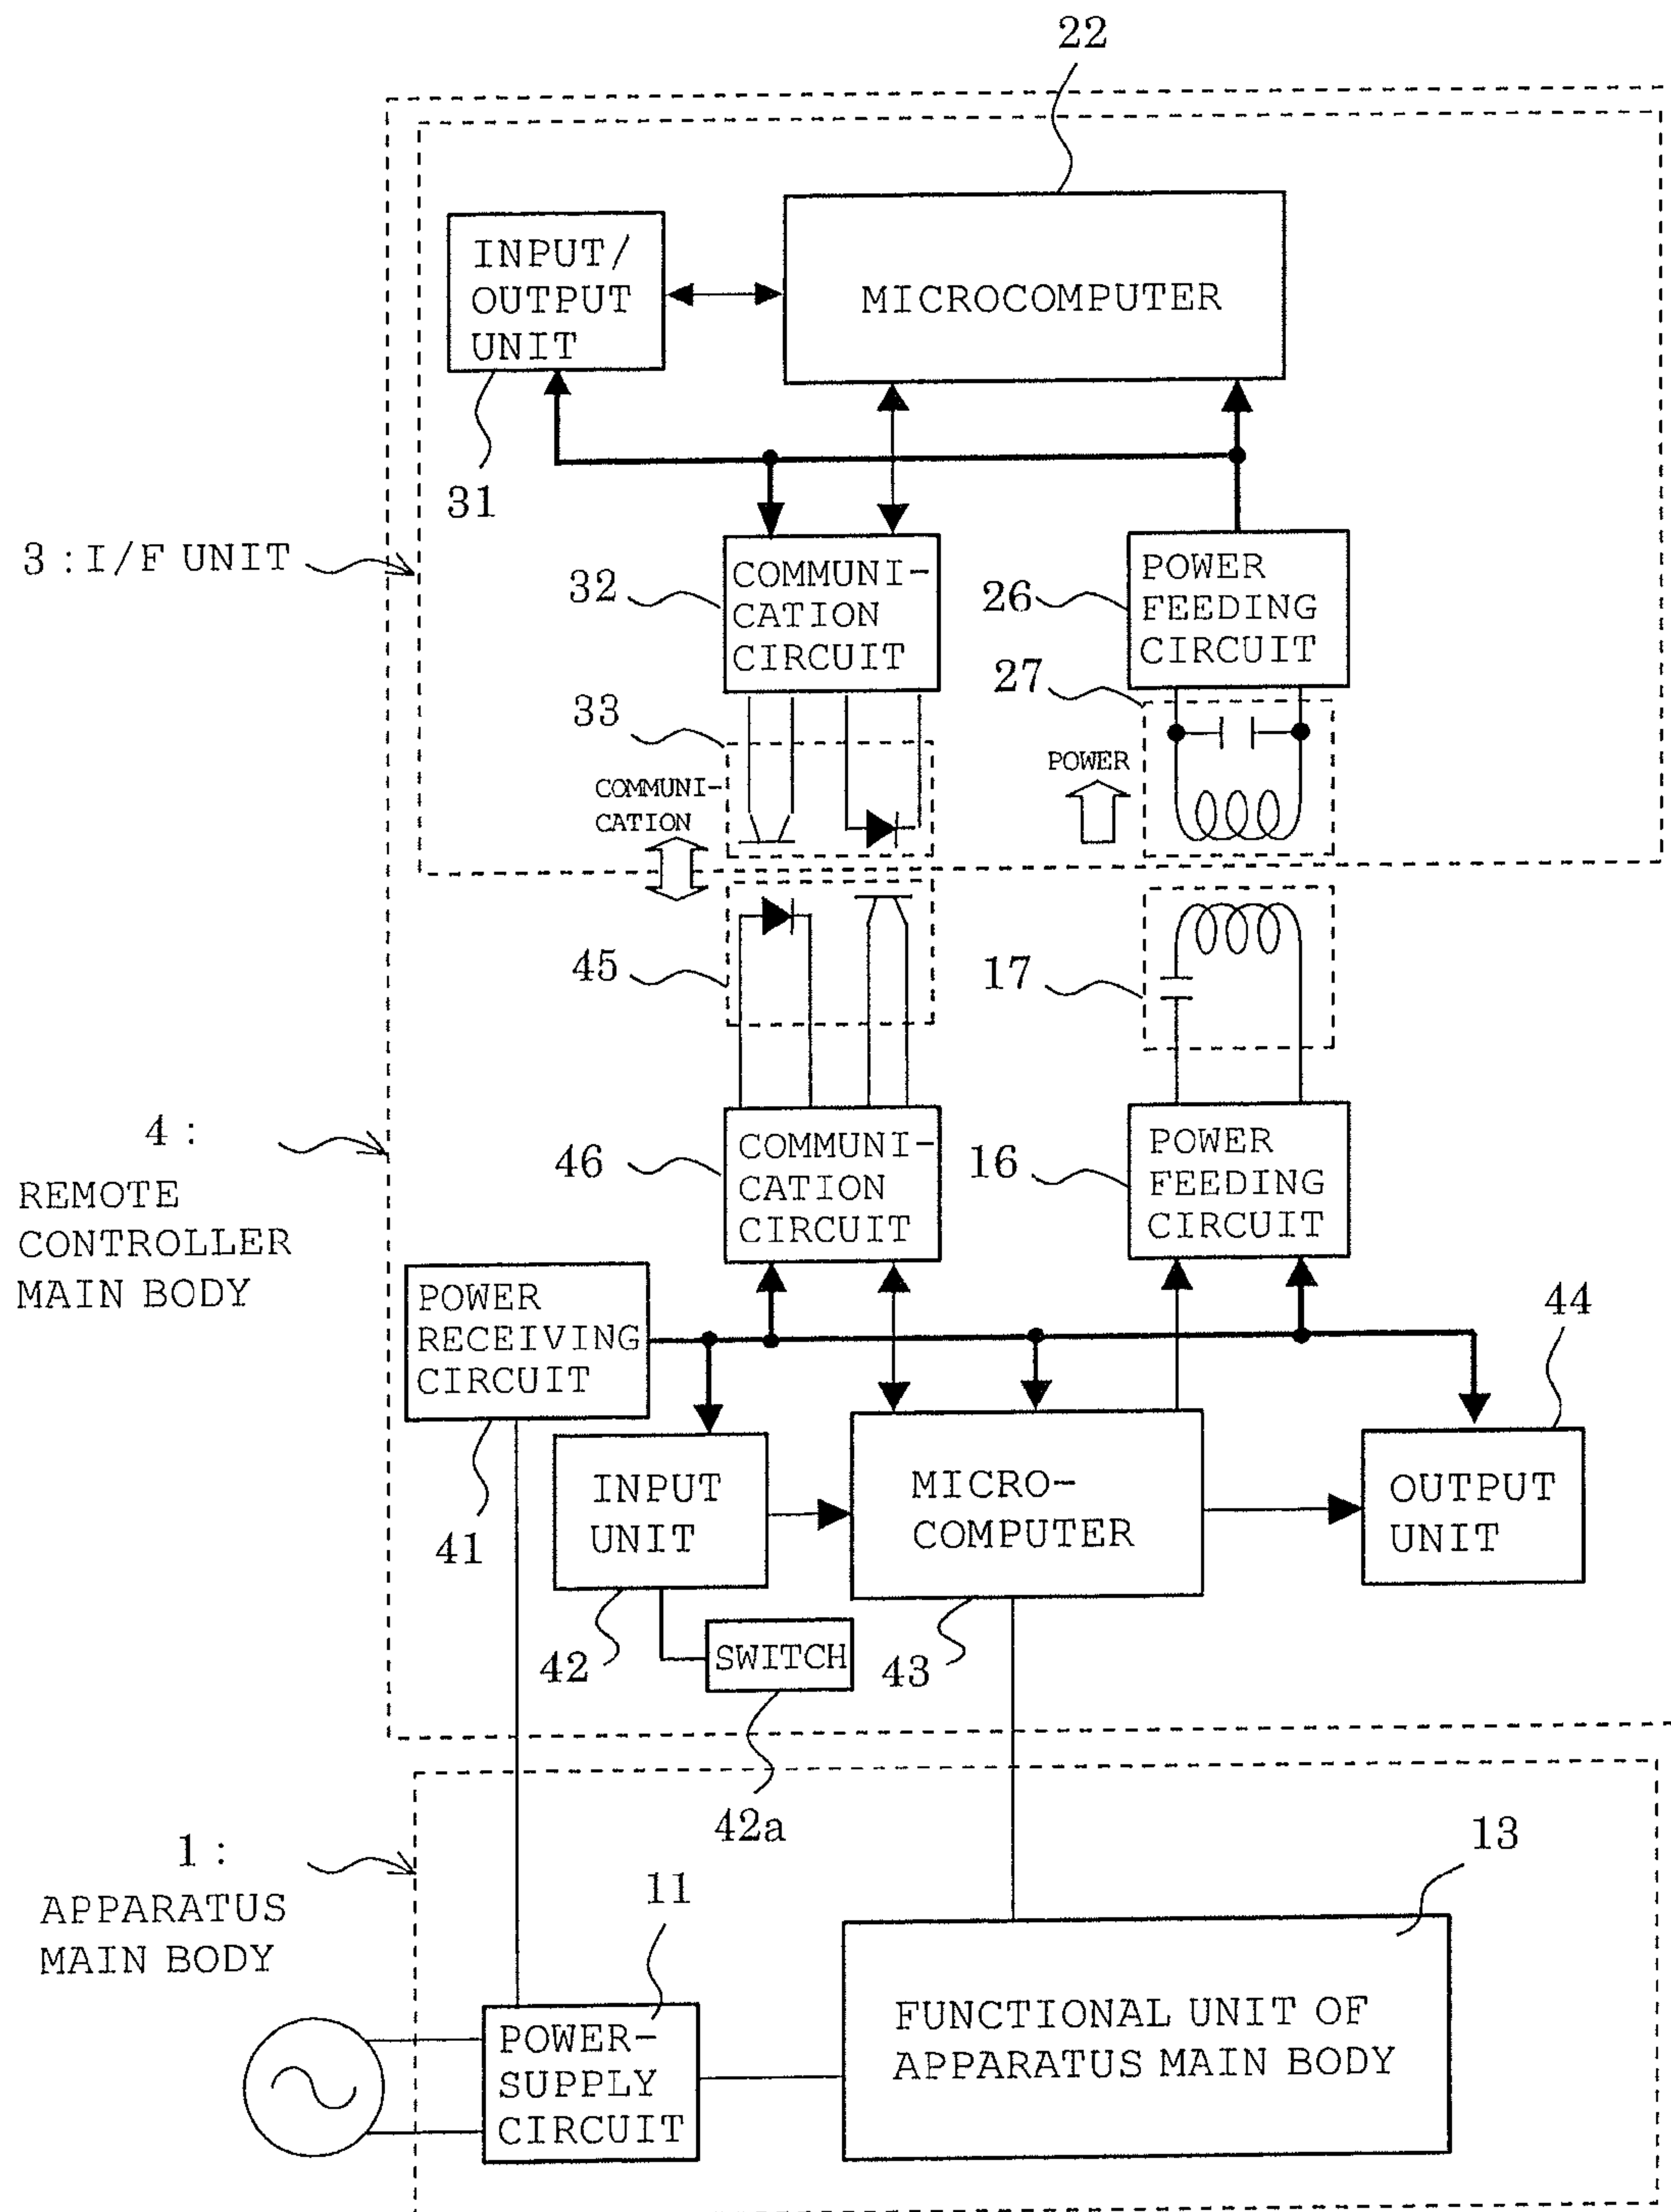 22
INPUT/
OUTPUT
UNIT
MICROCOMPUTER
31
3 : I/F UNIT
32
COMMUNI-
CATION
CIRCUIT
26
POWER
FEEDING
CIRCUIT
33
27
COMMUNI-
CATION
POWER
45
17
4 :
REMOTE
CONTROLLER
MAIN BODY
46
COMMUNI-
CATION
CIRCUIT
16
POWER
FEEDING
CIRCUIT
POWER
RECEIVING
CIRCUIT
44
41
INPUT
UNIT
MICRO-
COMPUTER
OUTPUT
UNIT
42
SWITCH
43
42a
1 :
APPARATUS
MAIN BODY
11
13
POWER-
SUPPLY
CIRCUIT
FUNCTIONAL UNIT OF
APPARATUS MAIN BODY